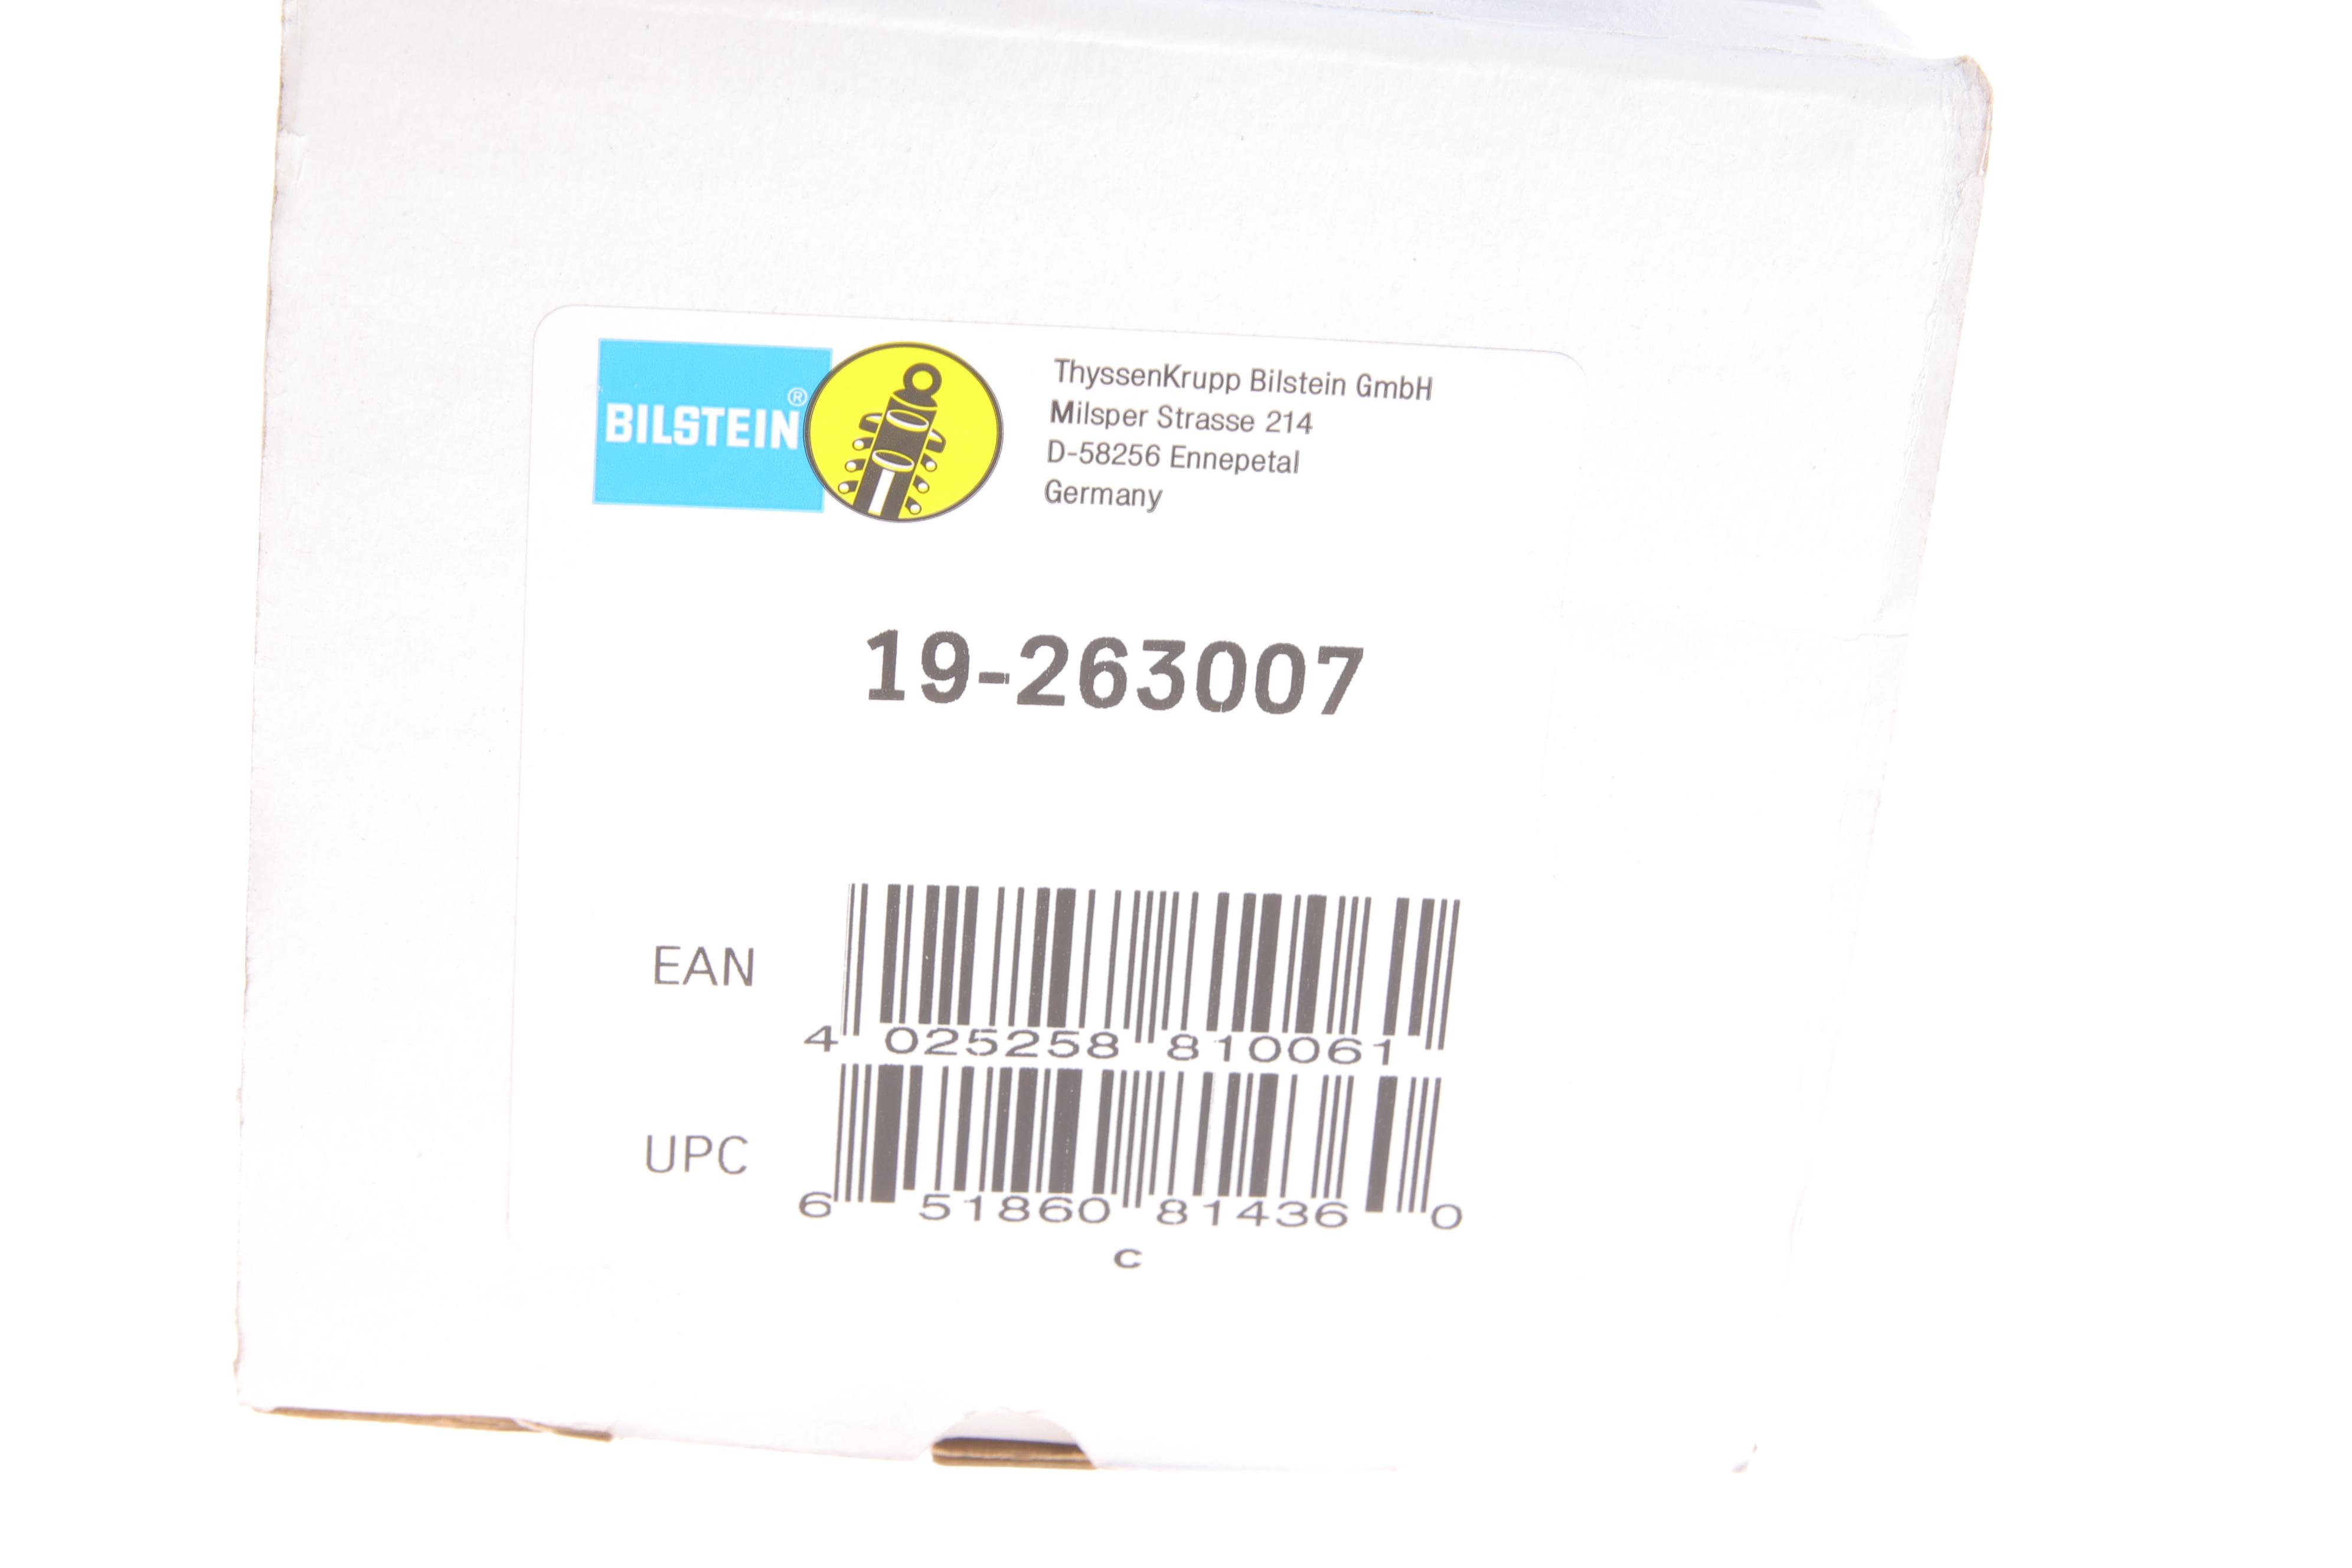 BILSTEIN®
ThyssenKrupp Bilstein GmbH
Milsper Strasse 214
D-58256 Ennepetal
Germany
19-263007
EAN
4 025258 810061
UPC
6 51860 81436 0
C